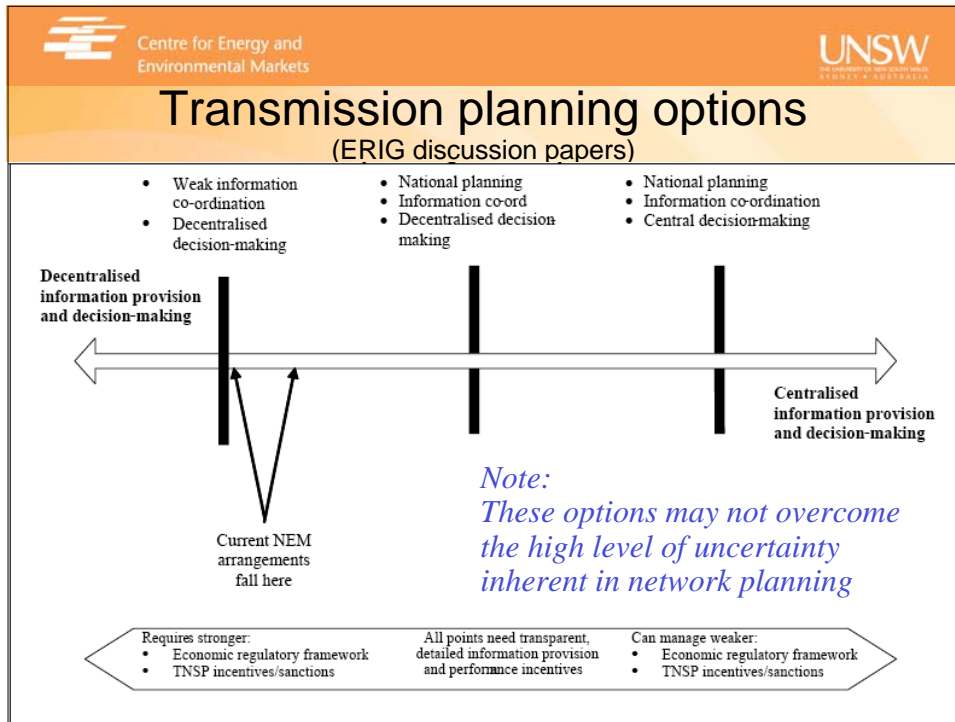 Centre for Energy and
Environmental Markets
UNSW
THE UNIVERSITY OF NEW SOUTH WALES
SYDNEY • AUSTRALIA
Transmission planning options
(ERIG discussion papers)
• Weak information
co-ordination
• Decentralised
decision-making
• National planning
• Information co-ord
• Decentralised decision-
making
• National planning
• Information co-ordination
• Central decision-making
Decentralised
information provision
and decision-making
Centralised
information provision
and decision-making
Current NEM
arrangements
fall here
Note:
These options may not overcome
the high level of uncertainty
inherent in network planning
Requires stronger:
• Economic regulatory framework
• TNSP incentives/sanctions
All points need transparent,
detailed information provision
and performance incentives
Can manage weaker:
• Economic regulatory framework
• TNSP incentives/sanctions